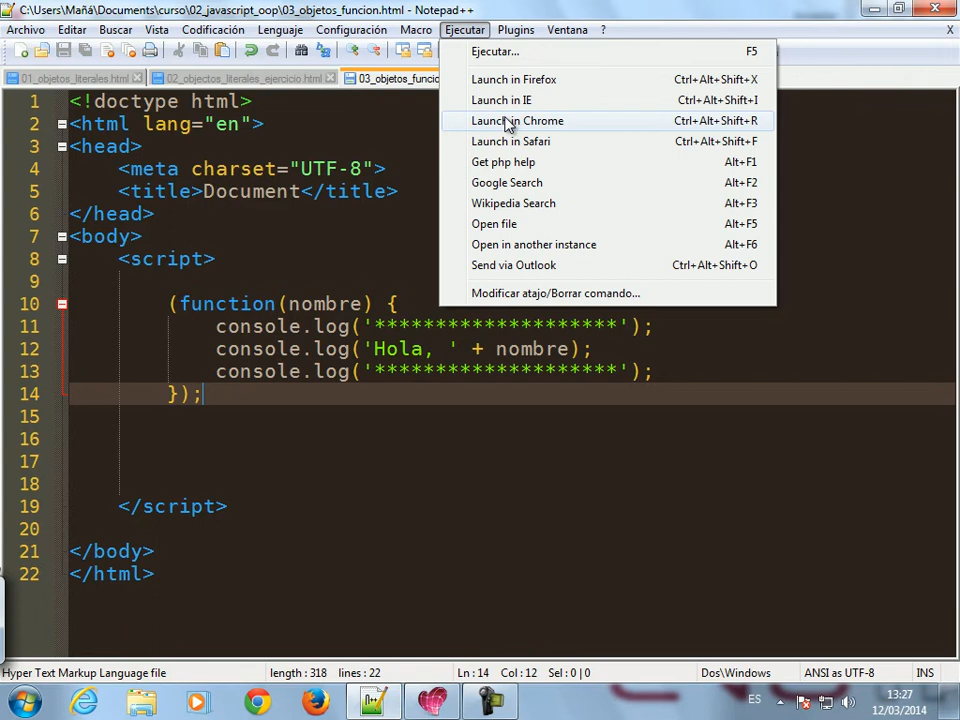 C:\Users\Mañá\Documents\curso\02_javascript_oop\03_objetos_funcion.html - Notepad++
Archivo Editar Buscar Vista Codificación Lenguaje Configuración Macro Ejecutar Plugins Ventana ? X
01_objetos_literales.html 02_objectos_literales_ejercicio.html 03_objetos_funcio
Ejecutar... F5
Launch in Firefox Ctrl+Alt+Shift+X
Launch in IE Ctrl+Alt+Shift+I
Launch in Chrome Ctrl+Alt+Shift+R
Launch in Safari Ctrl+Alt+Shift+F
Get php help Alt+F1
Google Search Alt+F2
Wikipedia Search Alt+F3
Open file Alt+F5
Open in another instance Alt+F6
Send via Outlook Ctrl+Alt+Shift+O
Modificar atajo/Borrar comando...
1 <!doctype html>
2 <html lang="en">
3 <head>
4 <meta charset="UTF-8">
5 <title>Document</title>
6 </head>
7 <body>
8 <script>
9
10 (function(nombre) {
11 console.log('********************');
12 console.log('Hola, ' + nombre);
13 console.log('********************');
14 });
15
16
17
18
19 </script>
20
21 </body>
22 </html>
Hyper Text Markup Language file length : 318 lines : 22 Ln : 14 Col : 12 Sel : 0 | 0 Dos\Windows ANSI as UTF-8 INS
ES 13:27
12/03/2014